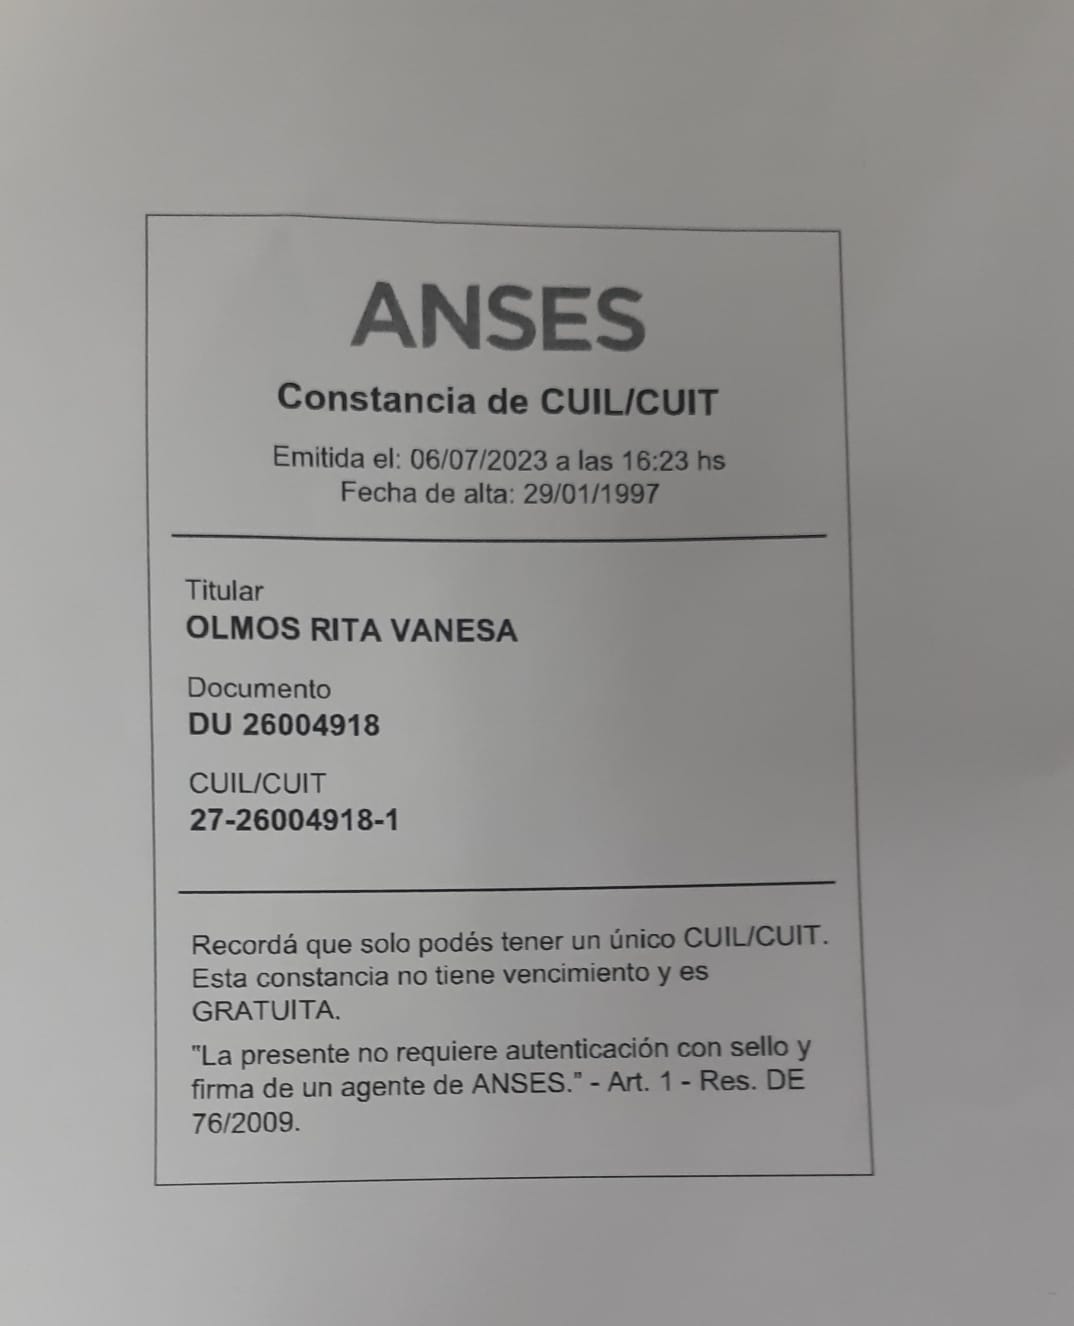 ANSES
Constancia de CUIL/CUIT
Emitida el: 06/07/2023 a las 16:23 hs
Fecha de alta: 29/01/1997
Titular
OLMOS RITA VANESA
Documento
DU 26004918
CUIL/CUIT
27-26004918-1
Recordá que solo podés tener un único CUIL/CUIT.
Esta constancia no tiene vencimiento y es
GRATUITA.
"La presente no requiere autenticación con sello y
firma de un agente de ANSES." - Art. 1 - Res. DE
76/2009.